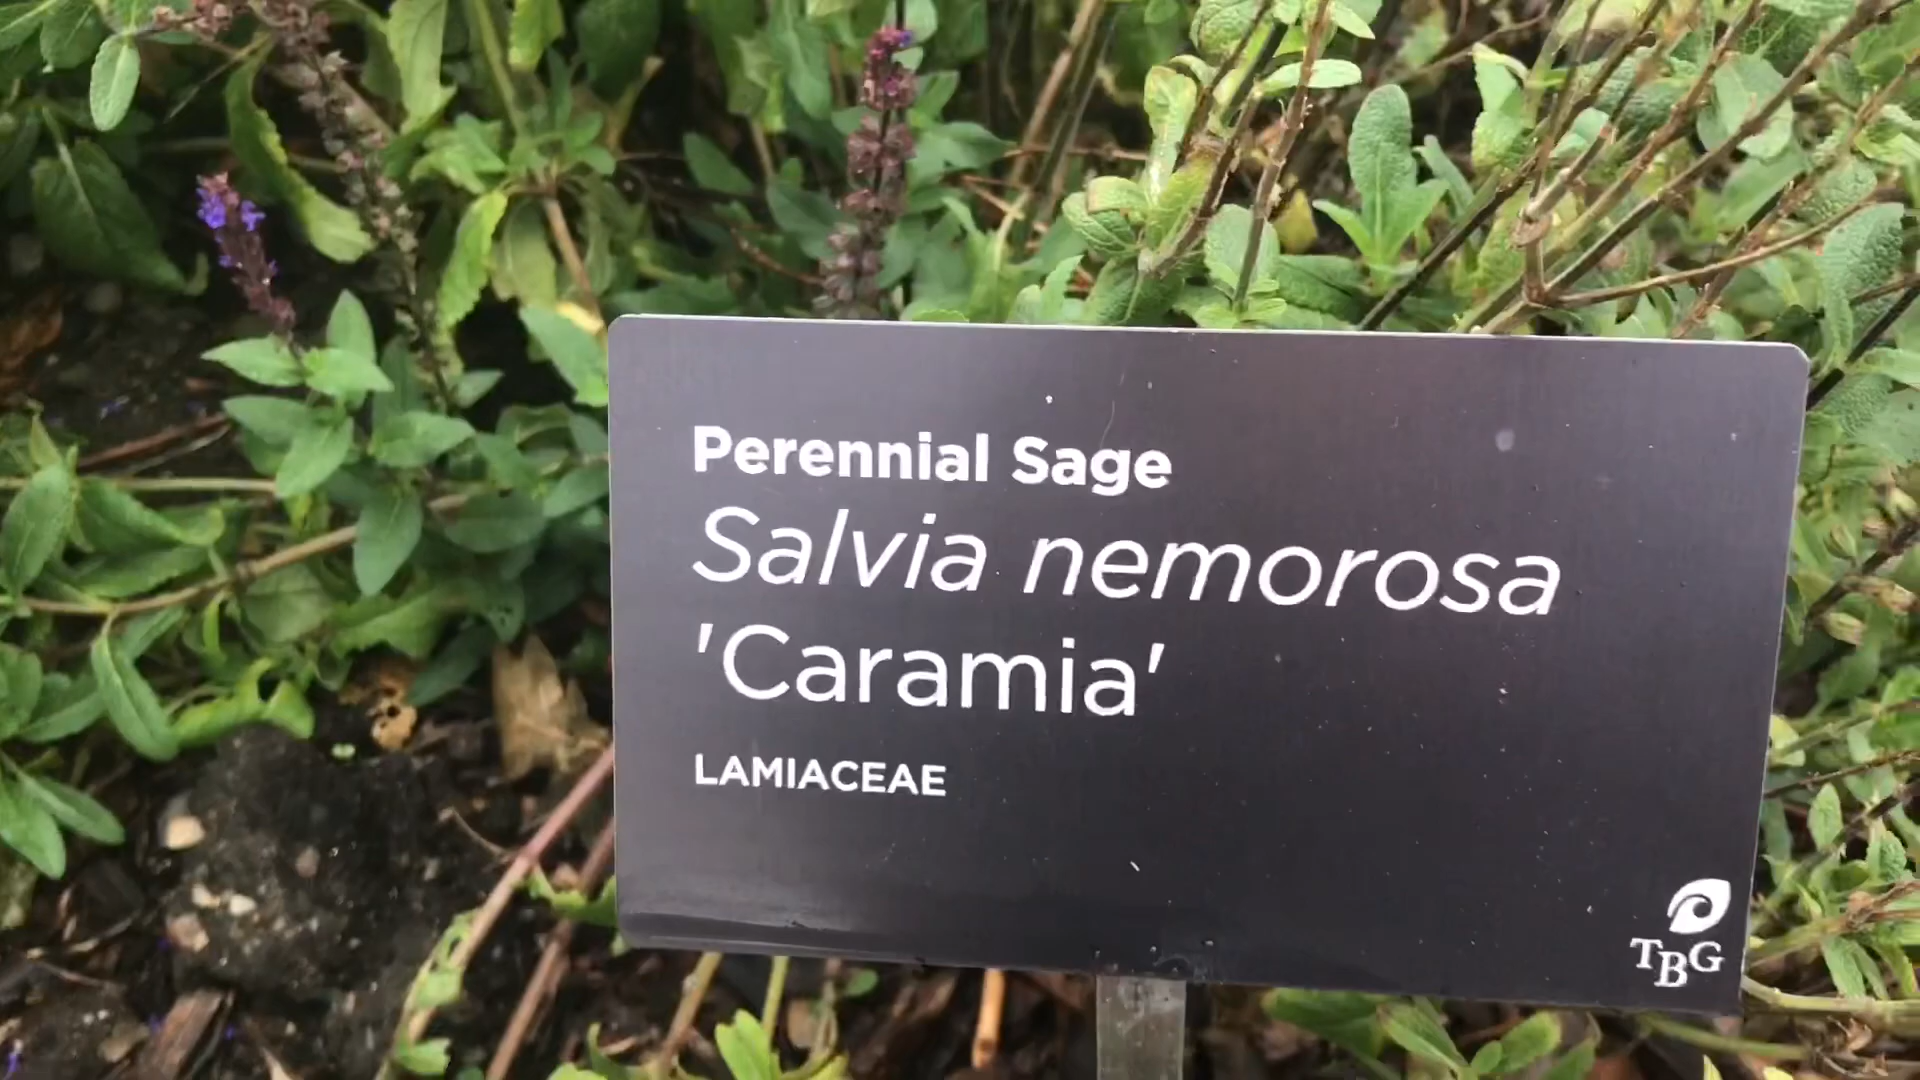 Perennial Sage
Salvia nemorosa
'Caramia'
LAMIACEAE
TBG